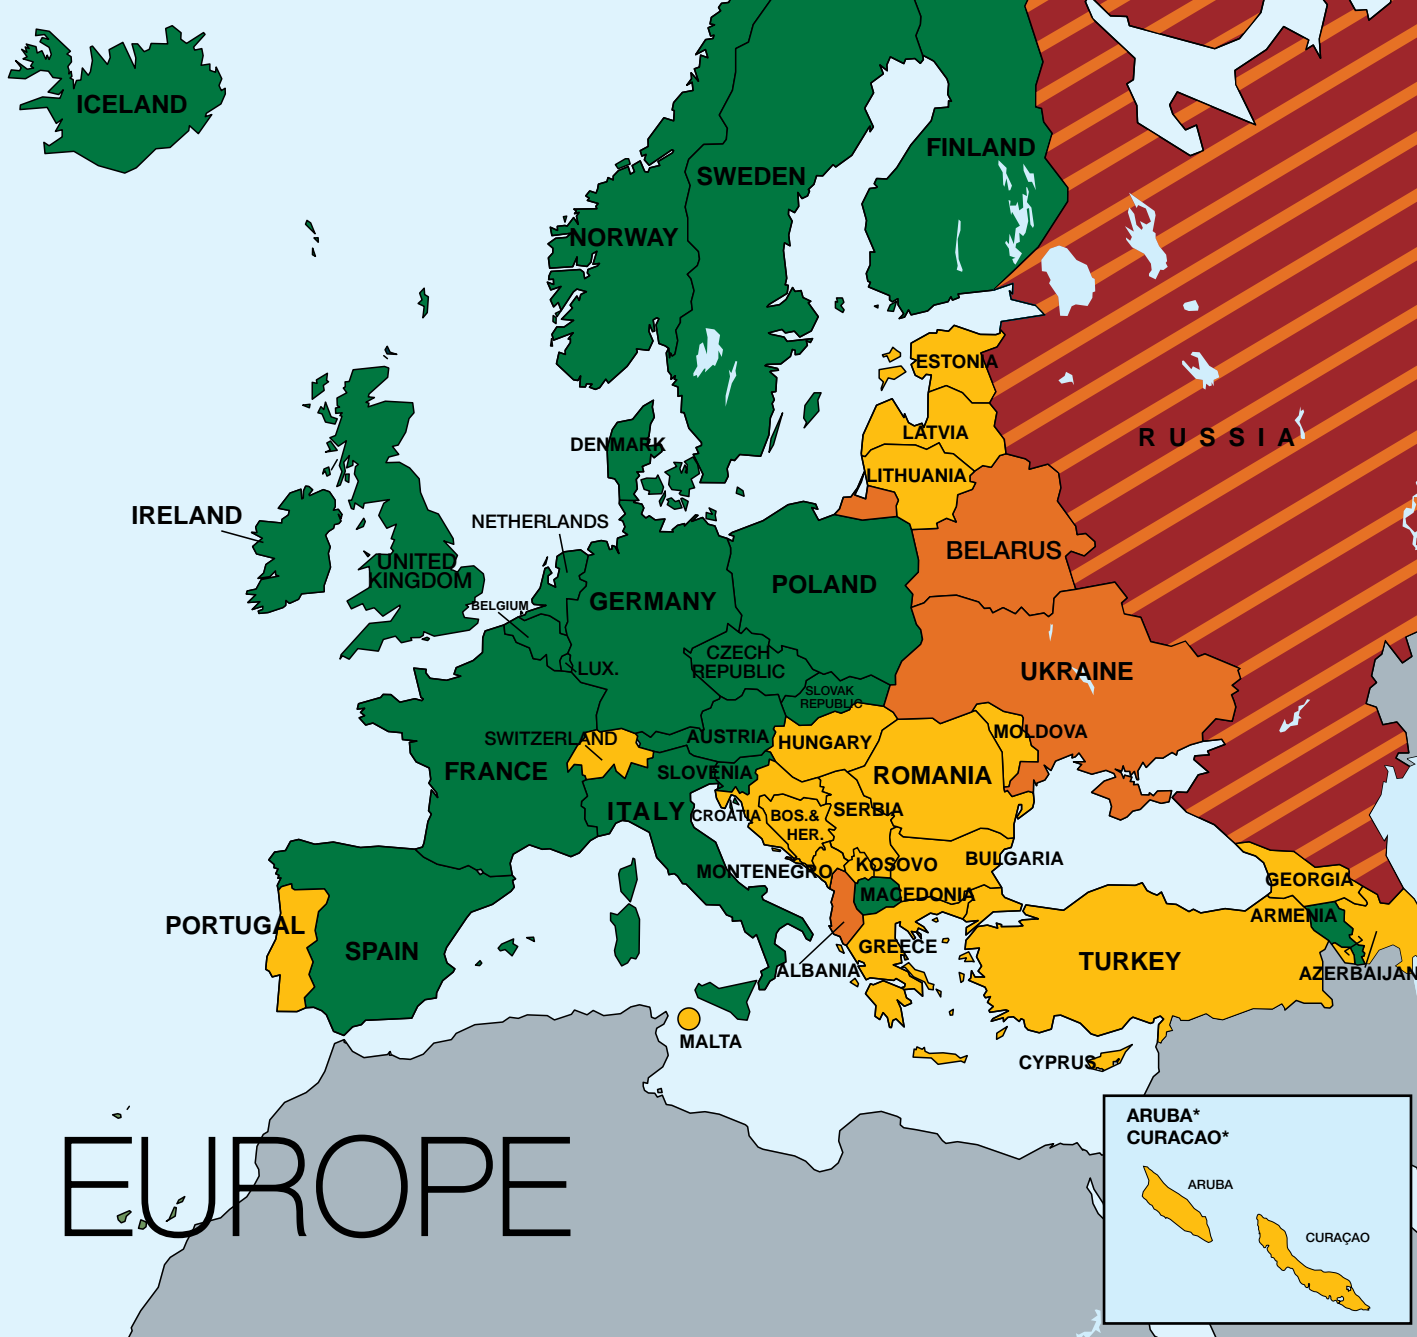 ICELAND
FINLAND
SWEDEN
NORWAY
ESTONIA
LATVIA
R U S S I A
DENMARK
LITHUANIA
IRELAND
NETHERLANDS
BELARUS
UNITED
KINGDOM
POLAND
GERMANY
BELGIUM
CZECH
REPUBLIC
LUX.
UKRAINE
SLOVAK
REPUBLIC
MOLDOVA
SWITZERLAND
AUSTRIA
HUNGARY
FRANCE
SLOVENIA
ROMANIA
ITALY
CROATIA
BOS.&
HER.
SERBIA
MONTENEGRO
KOSOVO
BULGARIA
GEORGIA
MACEDONIA
ARMENIA
PORTUGAL
SPAIN
GREECE
TURKEY
ALBANIA
AZERBAIJAN
MALTA
CYPRUS
ARUBA*
CURACAO*
EUROPE
ARUBA
CURAÇAO